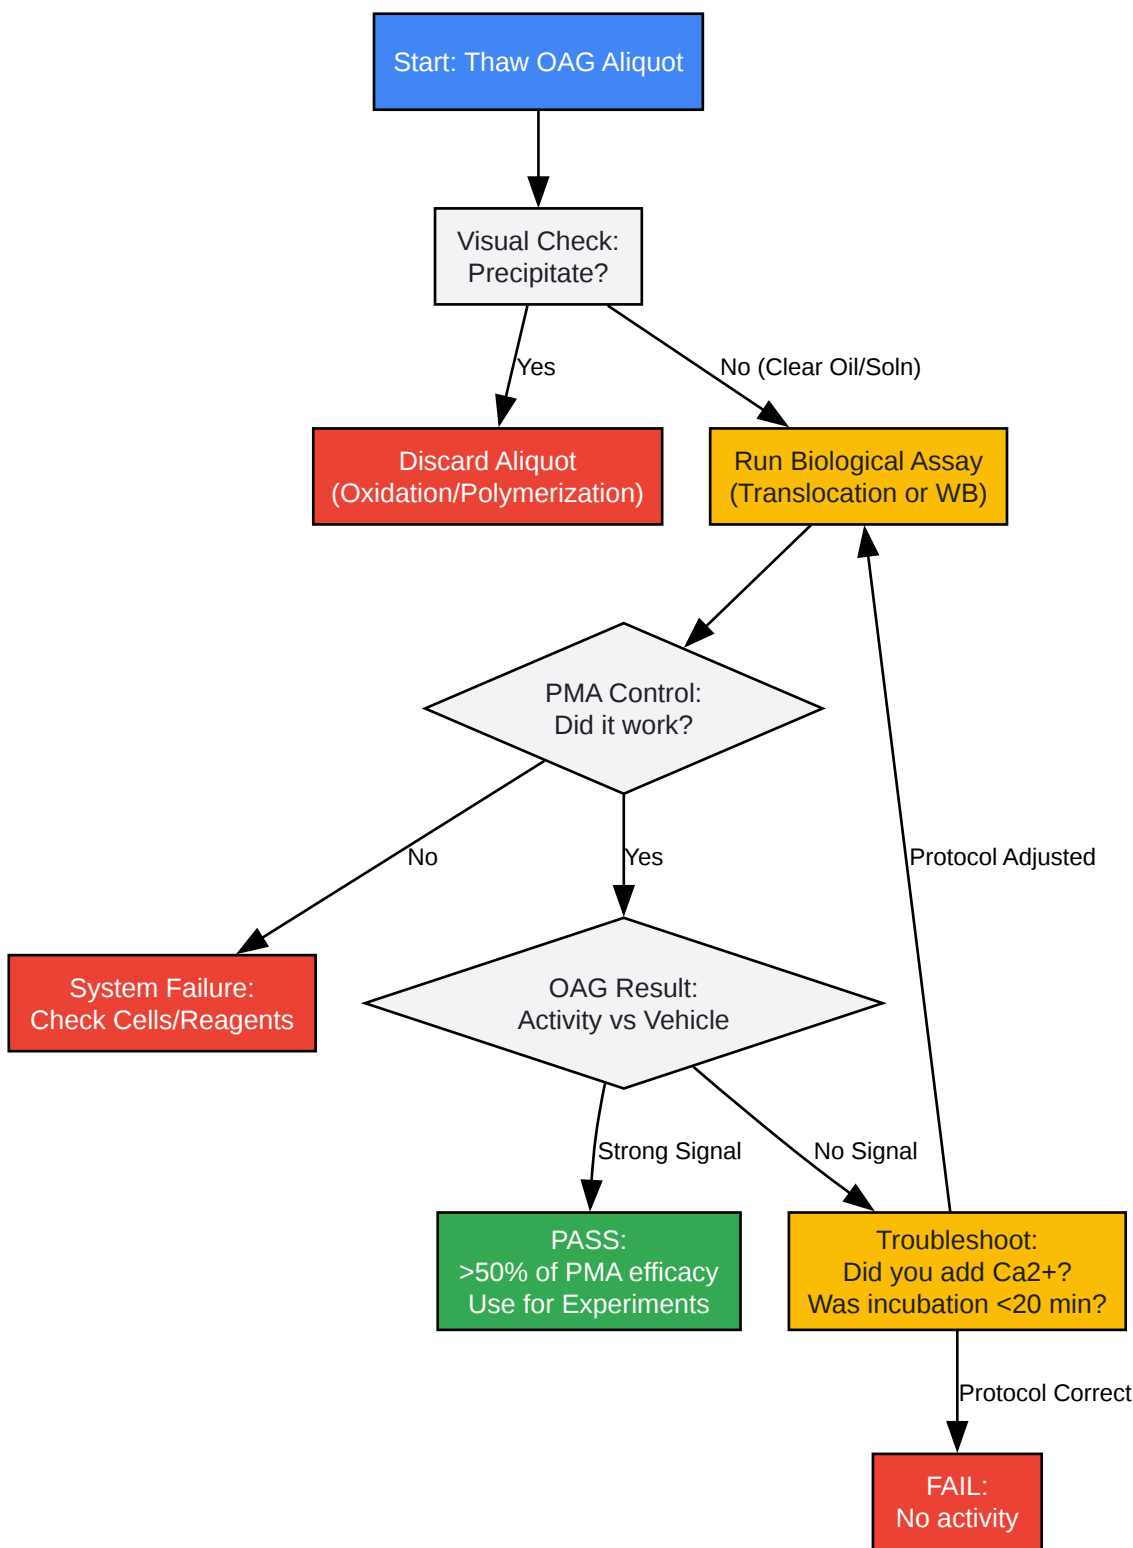 Start: Thaw OAG Aliquot
Visual Check:
Precipitate?
Yes
No (Clear Oil/Soln)
Discard Aliquot
(Oxidation/Polymerization)
Run Biological Assay
(Translocation or WB)
PMA Control:
Did it work?
No
Yes
Protocol Adjusted
System Failure:
Check Cells/Reagents
OAG Result:
Activity vs Vehicle
Strong Signal
No Signal
PASS:
>50% of PMA efficacy
Use for Experiments
Troubleshoot:
Did you add Ca2+?
Was incubation <20 min?
Protocol Correct
FAIL:
No activity